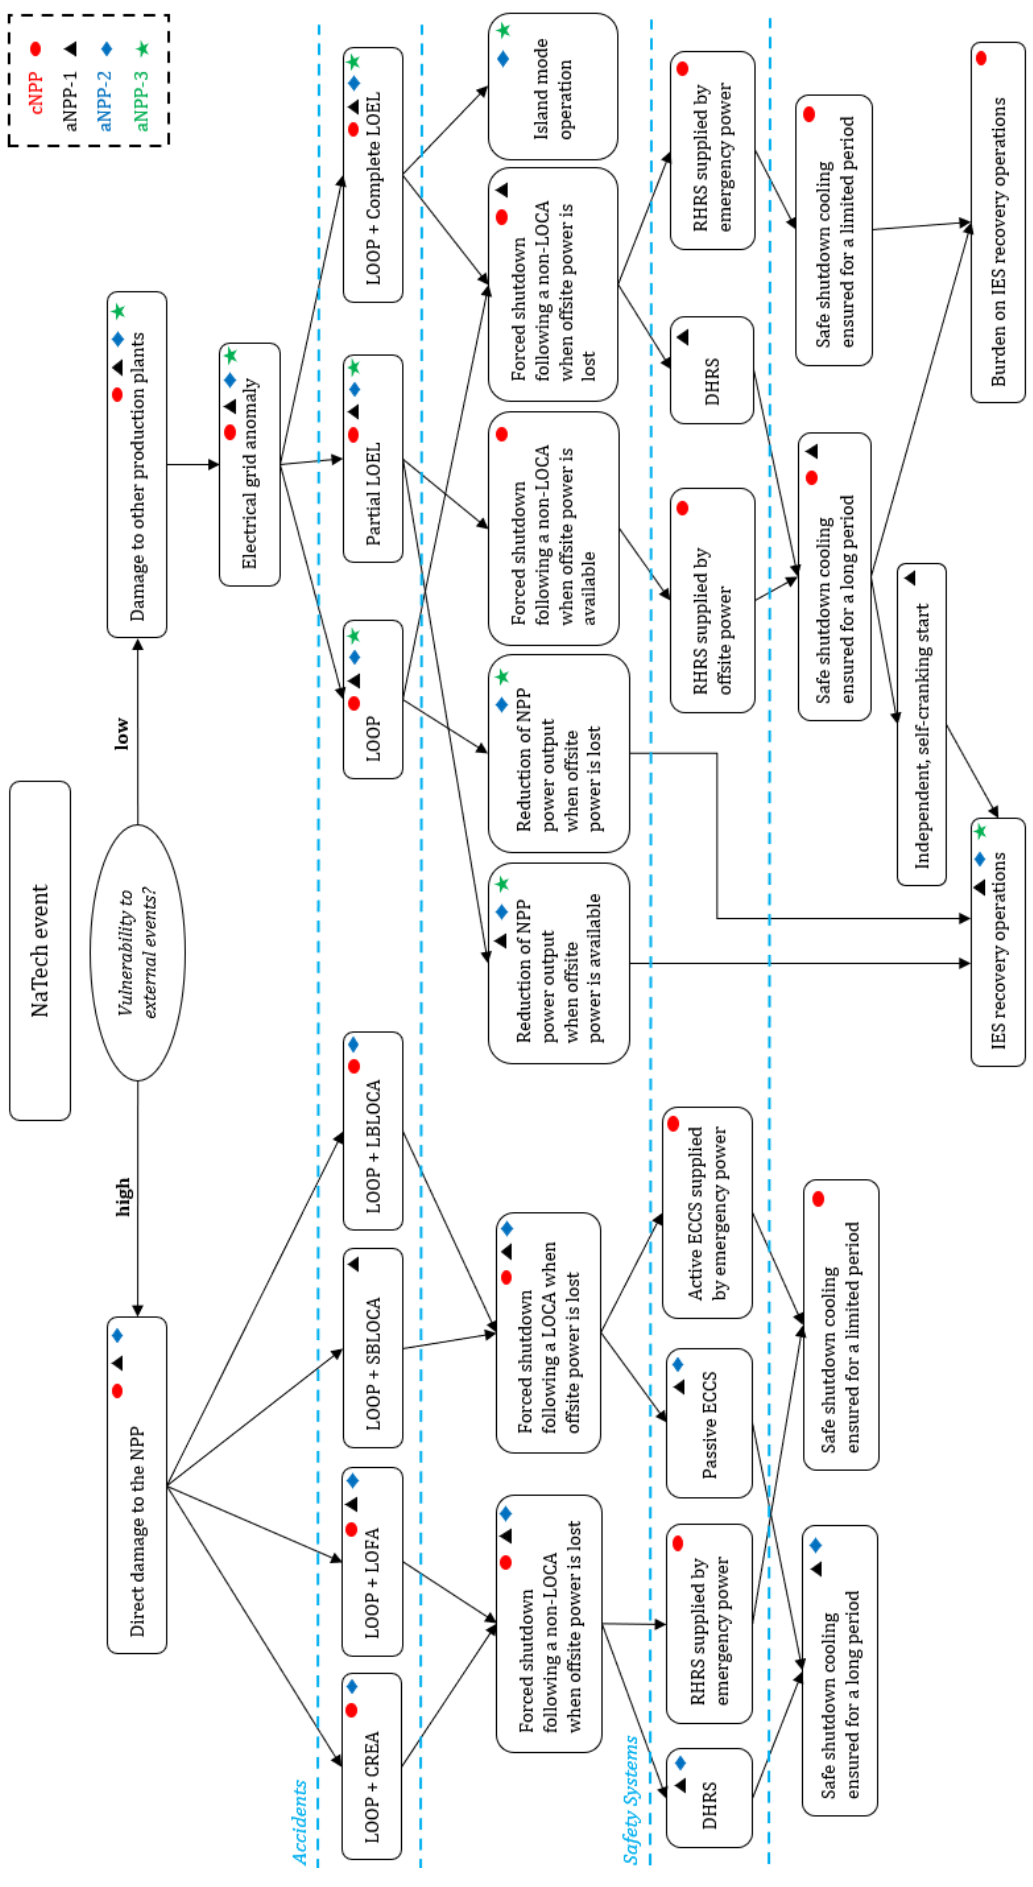 NaTech event
cNPP
aNPP-1
aNPP-2
aNPP-3
Vulnerability to
external events?
high
low
Direct damage to the NPP
Damage to other production plants
Electrical grid anomaly
Accidents
LOOP + CREA
LOOP + LOFA
LOOP + SBLOCA
LOOP + LBLOCA
LOOP
Partial LOEL
LOOP + Complete LOEL
Forced shutdown
following a non-LOCA
when offsite power is lost
Forced shutdown
following a LOCA when
offsite power is lost
Reduction of NPP
power output
when offsite
power is available
Reduction of NPP
power output
when offsite
power is lost
Forced shutdown
following a non-LOCA
when offsite power is
available
Forced shutdown
following a non-LOCA
when offsite power is
lost
Island mode
operation
Safety Systems
DHRS
RHRS supplied by
emergency power
Passive ECCS
Active ECCS supplied
by emergency power
RHRS supplied by
offsite power
DHRS
RHRS supplied by
emergency power
Safe shutdown cooling
ensured for a long period
Safe shutdown cooling
ensured for a limited period
Safe shutdown cooling
ensured for a long period
Safe shutdown cooling
ensured for a limited period
Independent, self-cranking start
IES recovery operations
Burden on IES recovery operations